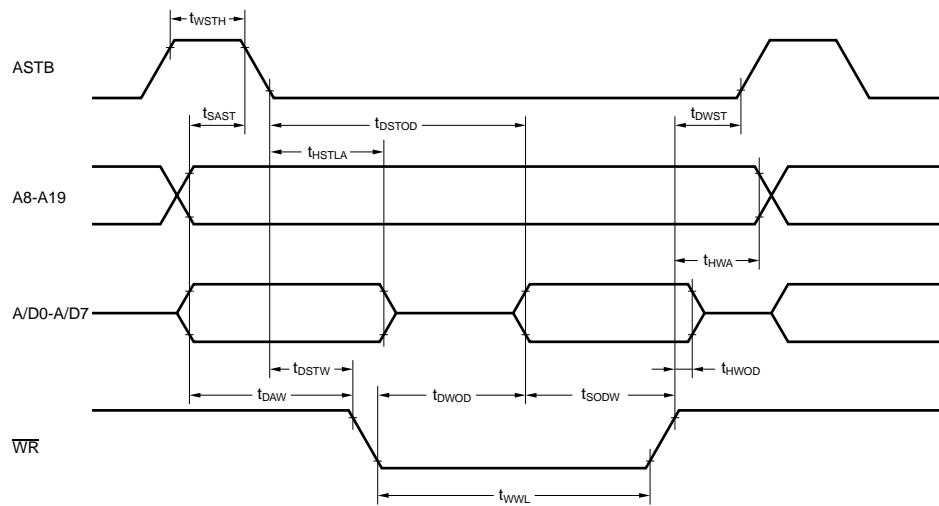 tWSTH
ASTB
tSAST
tDSTOD
tDWST
tHSTLA
A8-A19
tHWA
A/D0-A/D7
tDSTW
tHWOD
tDAW
tDWOD
tSODW
WR
tWWL